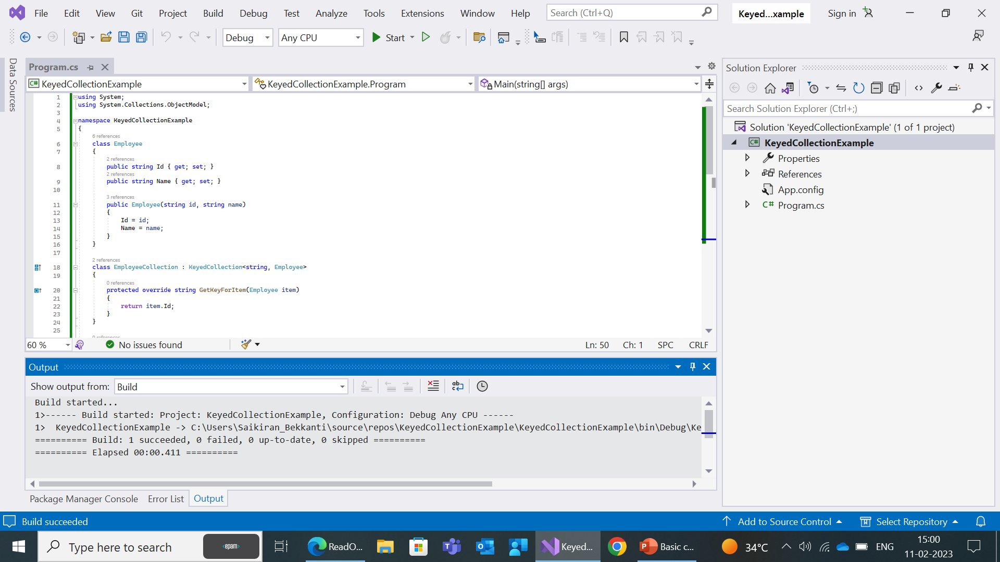 File Edit View Git Project Build Debug Test Analyze Tools Extensions Window Help Search (Ctrl+Q) Keyed...xample Sign in
Debug Any CPU Start
Data Sources
Program.cs
KeyedCollectionExample KeyedCollectionExample.Program Main(string[] args)
1 using System;
2 using System.Collections.ObjectModel;
3
4 namespace KeyedCollectionExample
5 {
6 references
6 class Employee
7 {
2 references
8 public string Id { get; set; }
2 references
9 public string Name { get; set; }
10
3 references
11 public Employee(string id, string name)
12 {
13 Id = id;
14 Name = name;
15 }
16 }
17
2 references
18 class EmployeeCollection : KeyedCollection<string, Employee>
19 {
0 references
20 protected override string GetKeyForItem(Employee item)
21 {
22 return item.Id;
23 }
24 }
25
0 references
60 % No issues found Ln: 50 Ch: 1 SPC CRLF
Output
Show output from: Build
Build started...
1>------ Build started: Project: KeyedCollectionExample, Configuration: Debug Any CPU ------
1>  KeyedCollectionExample -> C:\Users\Saikiran_Bekkanti\source\repos\KeyedCollectionExample\KeyedCollectionExample\bin\Debug\Ke
========== Build: 1 succeeded, 0 failed, 0 up-to-date, 0 skipped ==========
========== Elapsed 00:00.411 ==========
Package Manager Console Error List Output
Solution Explorer
Search Solution Explorer (Ctrl+;)
Solution 'KeyedCollectionExample' (1 of 1 project)
C# KeyedCollectionExample
Properties
References
App.config
C# Program.cs
Build succeeded Add to Source Control Select Repository
Type here to search <epam> ReadO... Keyed... Basic c... 34°C ENG 15:00
11-02-2023